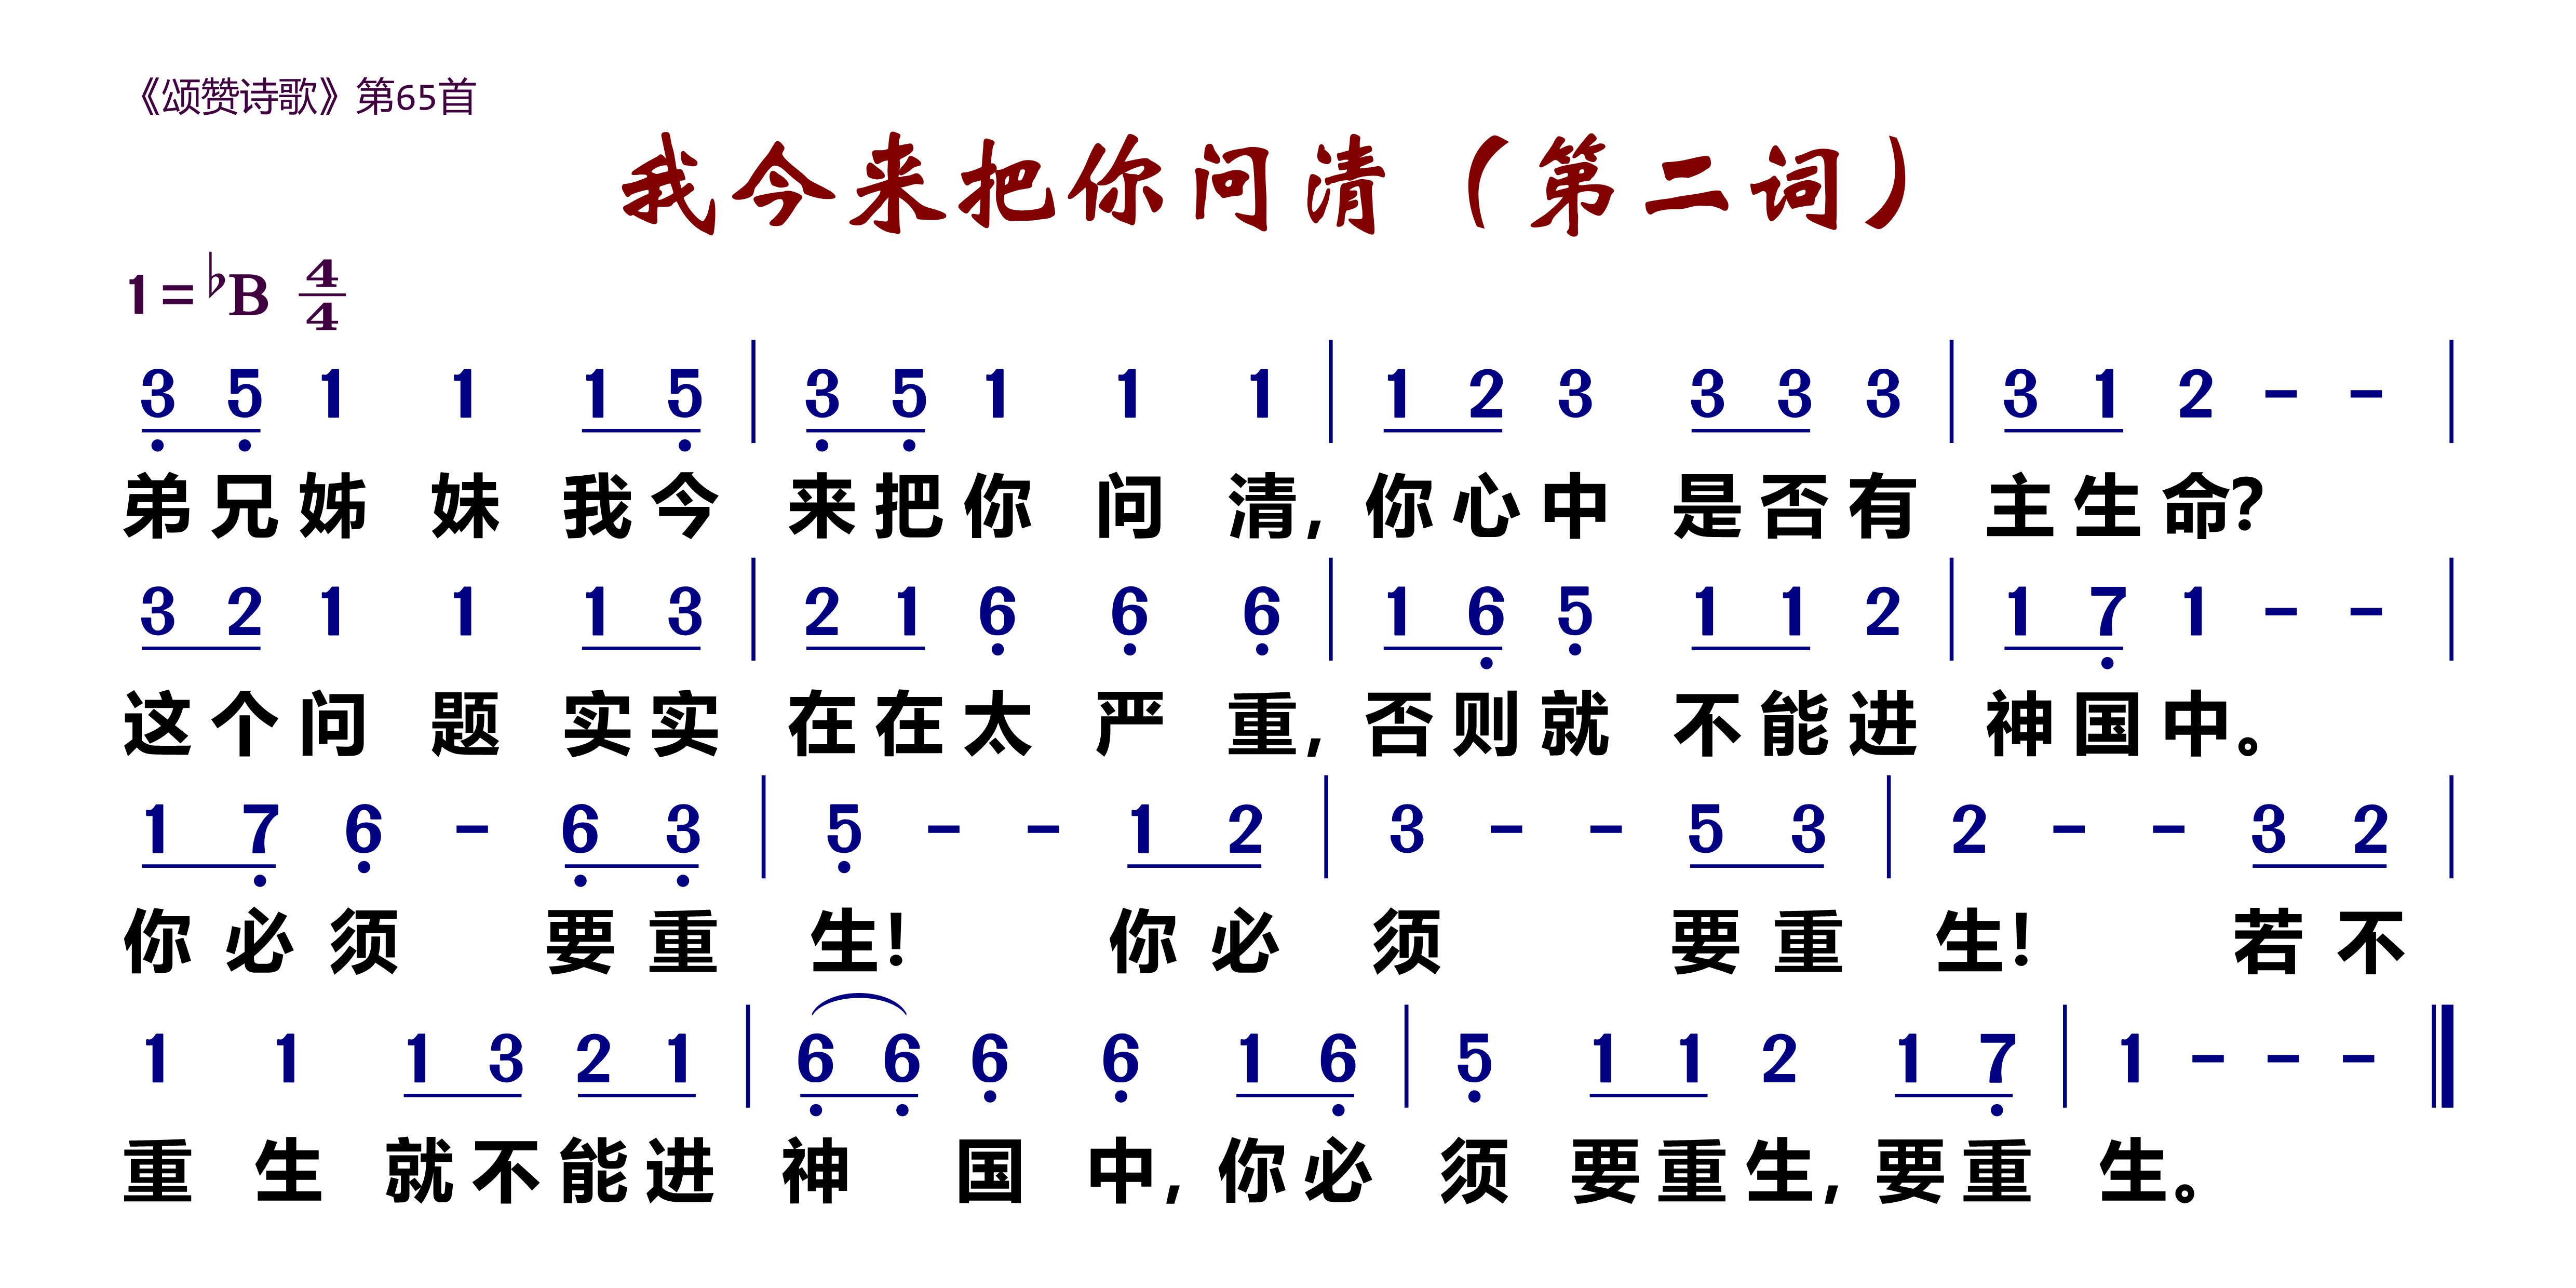 《颂赞诗歌》第65首
我今来把你问清（第二词）
1=♭B 4/4
3 5 1 1 1 5 | 3 5 1 1 1 | 1 2 3 3 3 3 | 3 1 2 - - |
弟兄姊妹我今来把你问清，你心中是否有主生命？
3 2 1 1 1 3 | 2 1 6 6 6 | 1 6 5 1 1 2 | 1 7 1 - - |
这个问题实实在在太严重，否则就不能进神国中。
1 7 6 - 6 3 | 5 - - 1 2 | 3 - - 5 3 | 2 - - 3 2 |
你必须要重生！你必须要重生！若不
1 1 1 3 2 1 | 6 6 6 6 1 6 | 5 1 1 2 1 7 | 1 - - - ‖
重生就不能进神国中，你必须要重生，要重生。